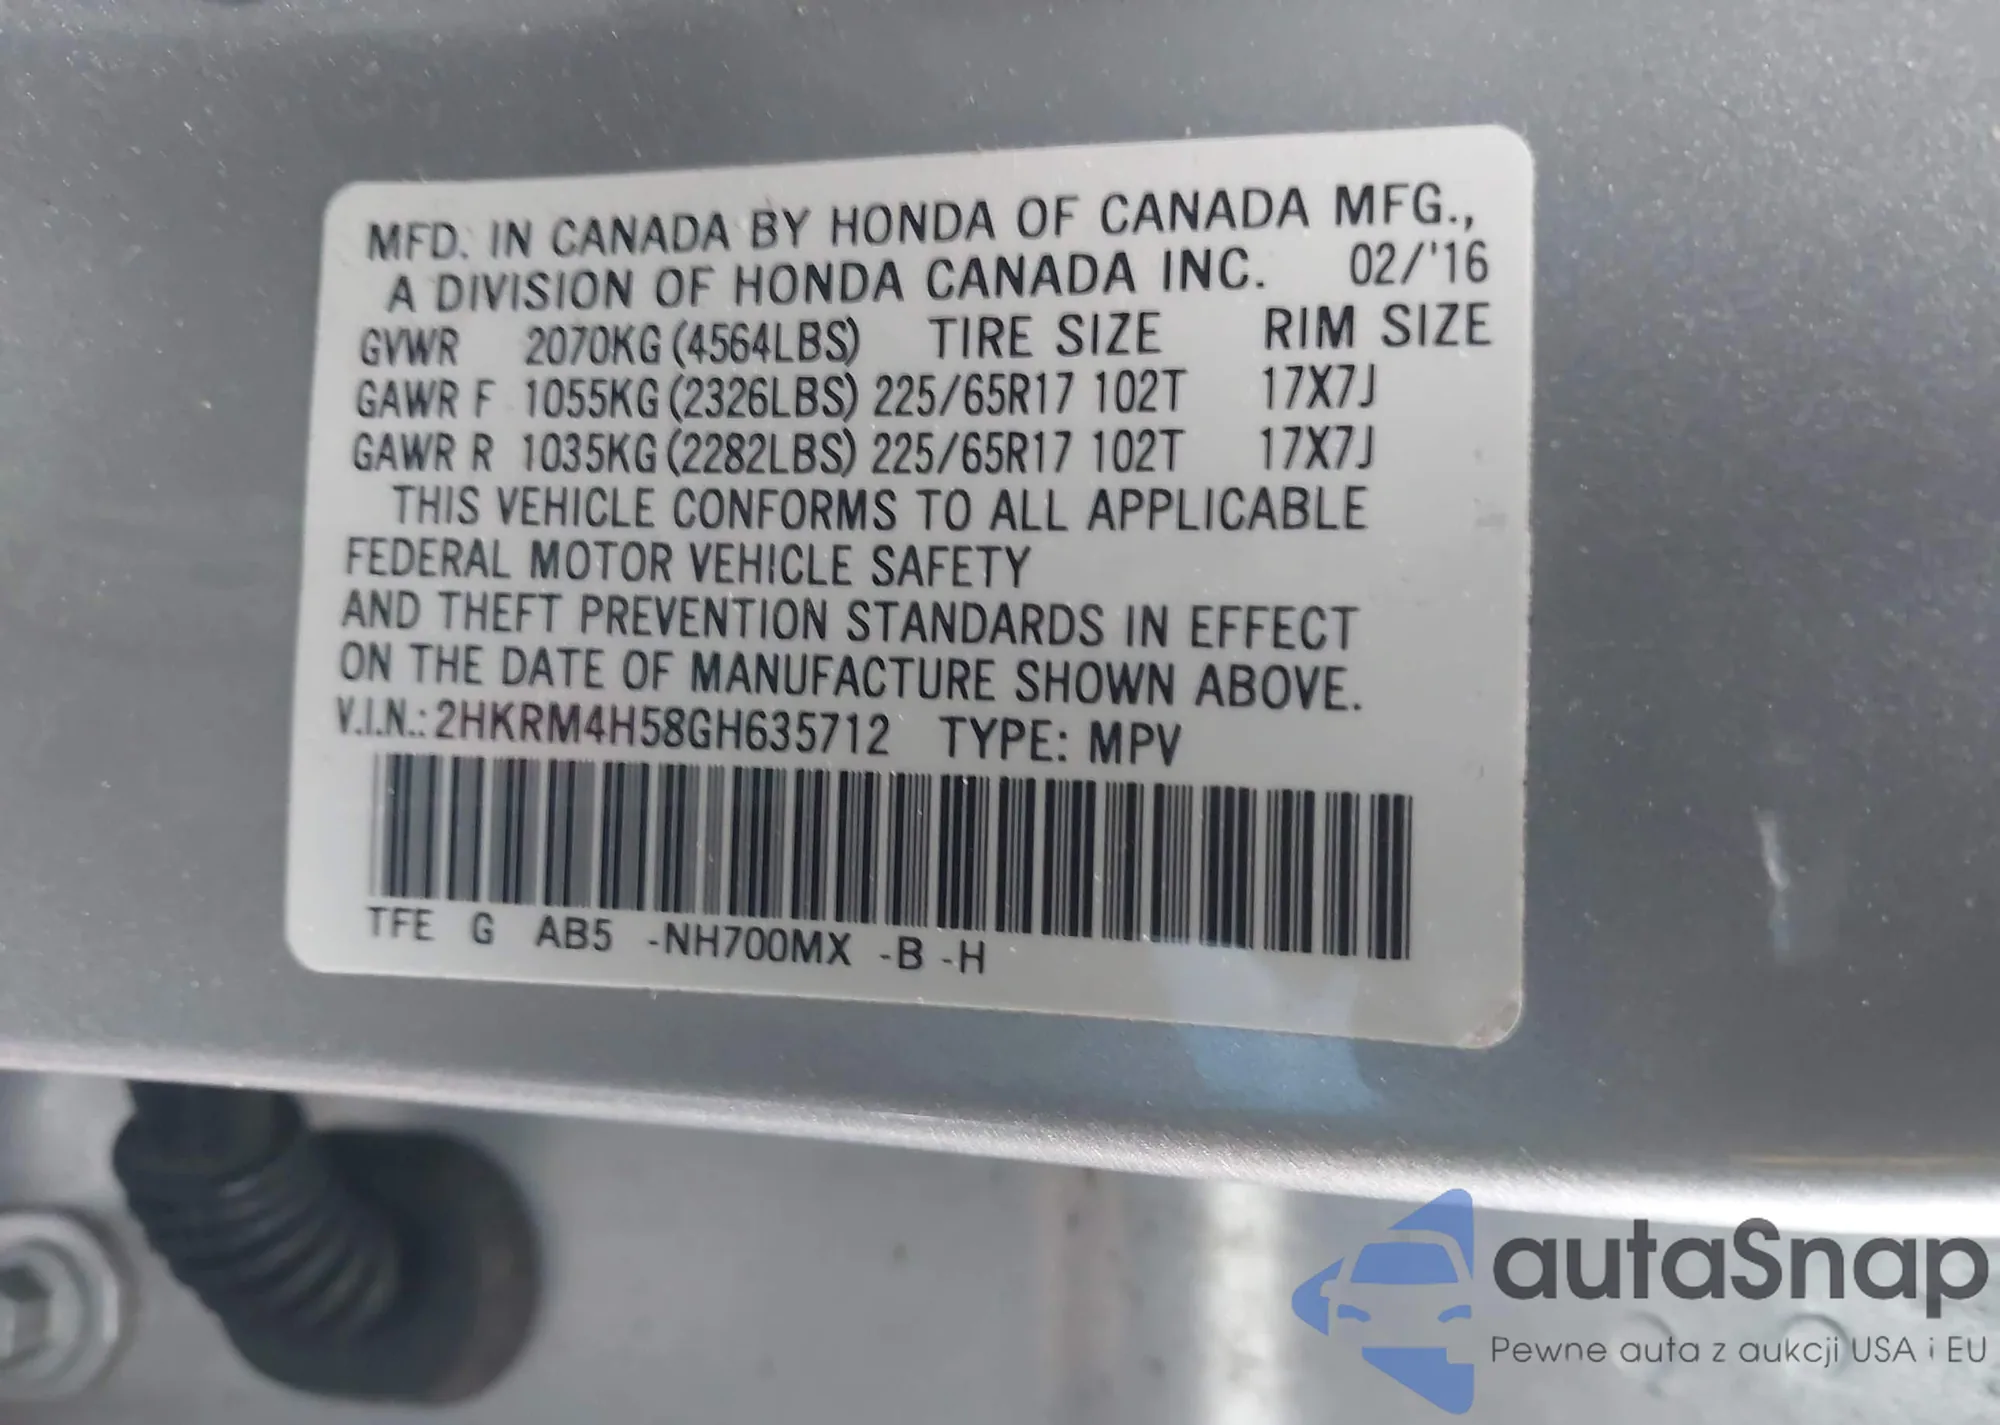 MFD. IN CANADA BY HONDA OF CANADA MFG.,
A DIVISION OF HONDA CANADA INC. 02/'16
GVWR 2070KG (4564LBS) TIRE SIZE RIM SIZE
GAWR F 1055KG (2326LBS) 225/65R17 102T 17X7J
GAWR R 1035KG (2282LBS) 225/65R17 102T 17X7J
THIS VEHICLE CONFORMS TO ALL APPLICABLE
FEDERAL MOTOR VEHICLE SAFETY
AND THEFT PREVENTION STANDARDS IN EFFECT
ON THE DATE OF MANUFACTURE SHOWN ABOVE.
V.I.N.: 2HKRM4H58GH635712 TYPE: MPV
TFE G AB5 -NH700MX -B -H
autaSnap
Pewne auta z aukcji USA i EU